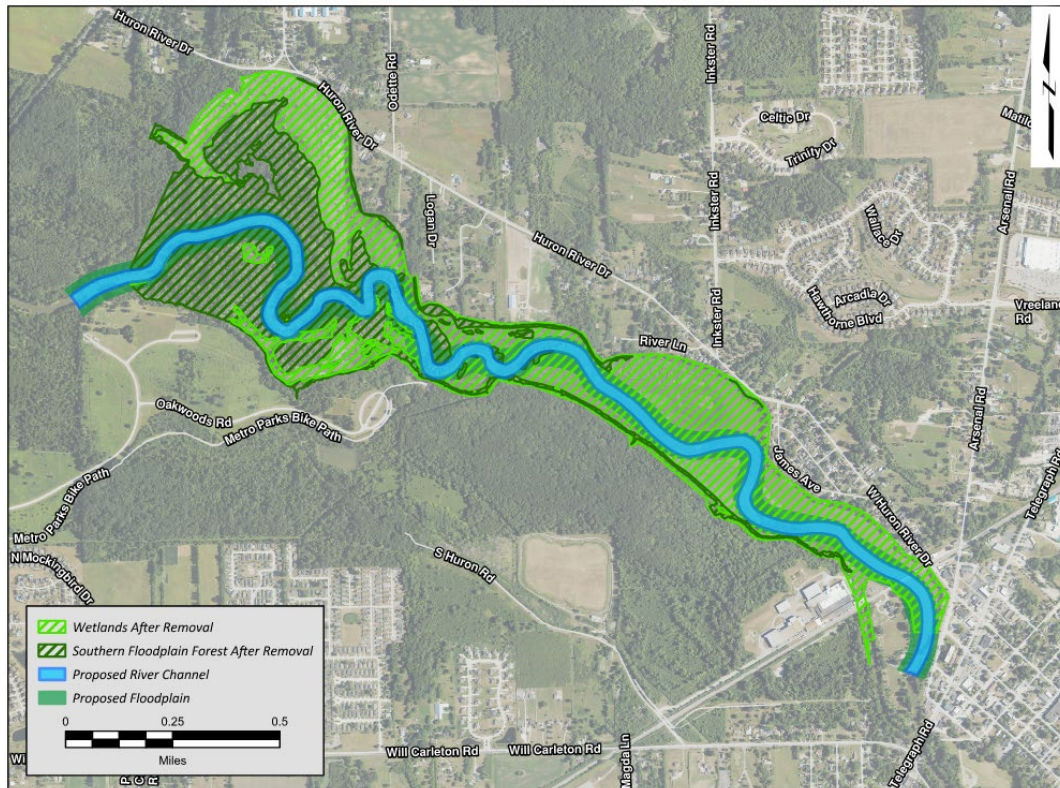 Huron River Dr
Huron River Dr
Odette Rd
Inkster Rd
Celtic Dr
Trinity Dr
Arsenal Rd
Logan Dr
Inkster Rd
Wallace Dr
Huron River Dr
Arcadia Dr
Hawthorne Blvd
Vreeland
Rd
Inkster Rd
River Ln
Oakwoods Rd
Metro Parks Bike Path
Arsenal Rd
James Ave
Telegraph Rd
Metro Parks Bike Path
W Huron River Dr
N Mockingbird Dr
S Huron Rd
Wetlands After Removal
Southern Floodplain Forest After Removal
Proposed River Channel
Proposed Floodplain
0 0.25 0.5
Miles
Will Carleton Rd
Will Carleton Rd
Magda Ln
Telegraph Rd